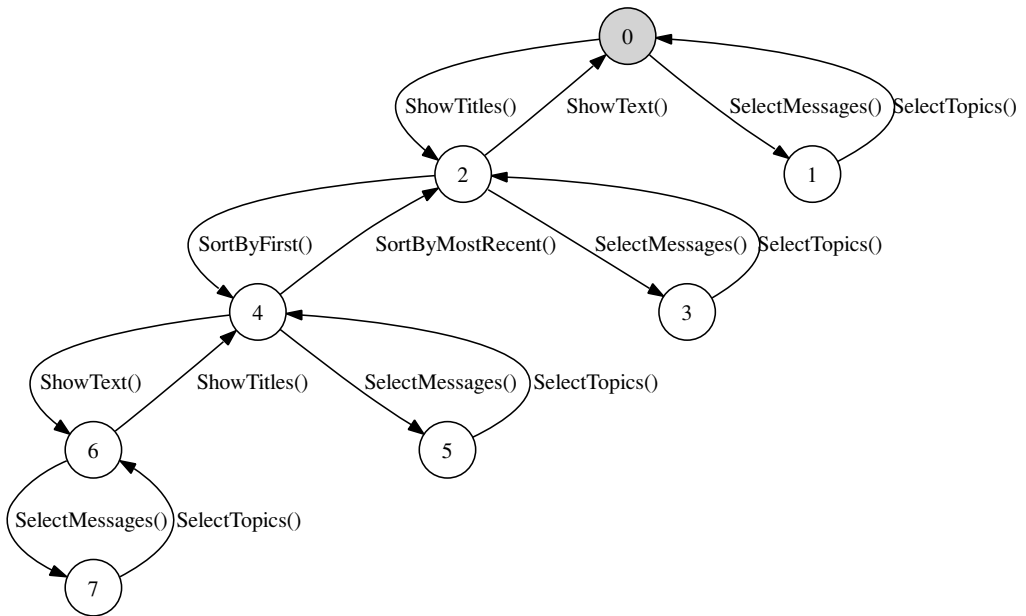 0
ShowTitles() ShowText() SelectMessages() SelectTopics()
2 1
SortByFirst() SortByMostRecent() SelectMessages() SelectTopics()
4 3
ShowText() ShowTitles() SelectMessages() SelectTopics()
6 5
SelectMessages() SelectTopics()
7